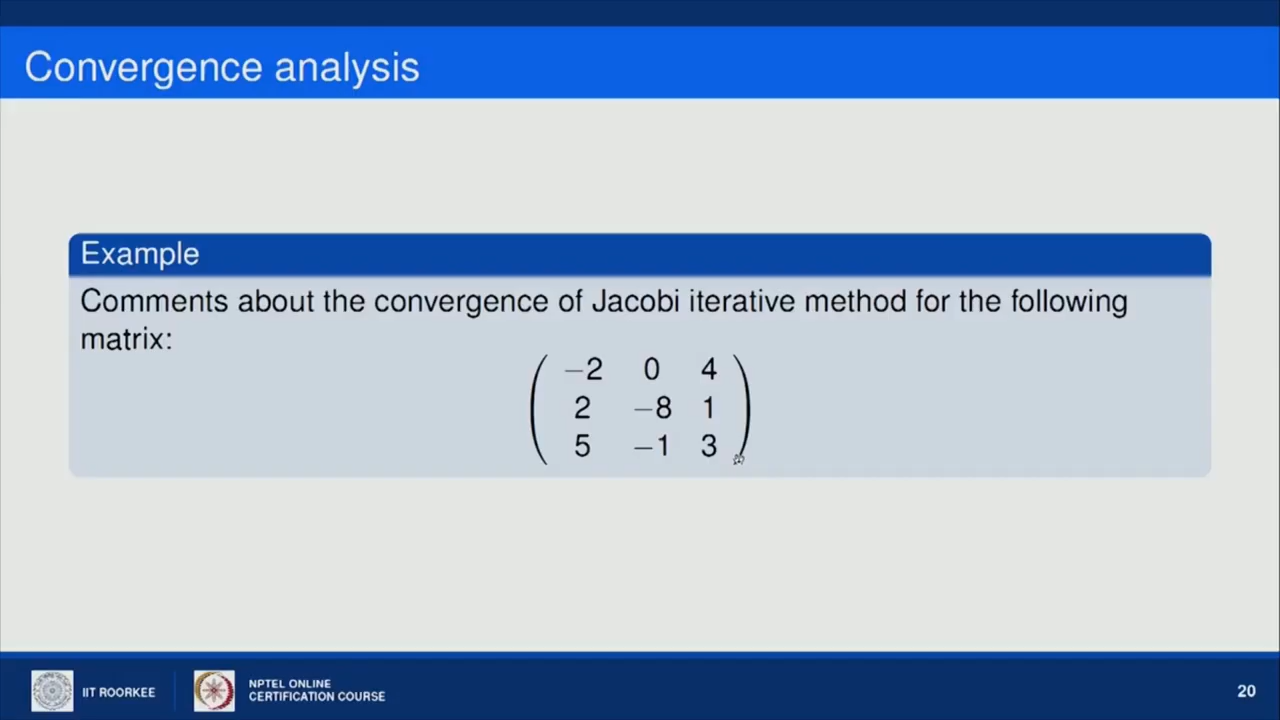 Convergence analysis
Example
Comments about the convergence of Jacobi iterative method for the following
matrix:
−2 0 4
2 −8 1
5 −1 3
IIT ROORKEE
NPTEL ONLINE
CERTIFICATION COURSE
20